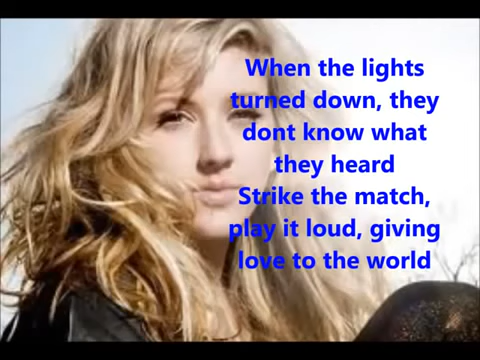 When the lights
turned down, they
dont know what
they heard
Strike the match,
play it loud, giving
love to the world